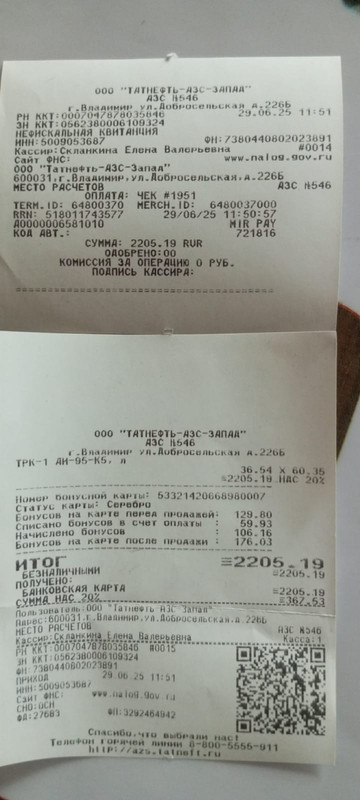 ООО "ТАТНЕФТЬ-АЗС-ЗАПАД"
АЗС №546
г.Владимир ул.Добросельская д.226Б
РН ККТ:0007047878035846 29.06.25 11:51
ЗН ККТ:0562380006109324
НЕФИСКАЛЬНАЯ КВИТАНЦИЯ
ИНН:5009053687 ФН:7380440802023891
Кассир:Скланкина Елена Валерьевна #0014
Сайт ФНС: www.nalog.gov.ru
ООО "Татнефть-АЗС-Запад"
600031,г.Владимир,ул.Добросельская,д.226Б
МЕСТО РАСЧЕТОВ АЗС №546
ОПЛАТА: ЧЕК #1951
TERM.ID: 64800370 MERCH.ID: 6480037000
RRN: 518011743577 29/06/25 11:50:57
A0000006581010 MIR PAY
КОД АВТ.: 721816
СУММА: 2205.19 RUR
ОДОБРЕНО:00
КОМИССИЯ ЗА ОПЕРАЦИЮ 0 РУБ.
ПОДПИСЬ КАССИРА:
ООО "ТАТНЕФТЬ-АЗС-ЗАПАД"
АЗС №546
г.Владимир ул.Добросельская д.226Б
ТРК-1 АИ-95-К5, л
36.54 X 60.35
≡2205.19 НДС 20%
Номер бонусной карты: 5332142066898000/
Статус карты: Серебро
Бонусов на карте перед продажей: 129.80
Списано бонусов в счет оплаты : 59.93
Начислено бонусов : 106.16
Бонусов на карте после продажи : 176.03
ИТОГ ≡2205.19
БЕЗНАЛИЧНЫМИ ≡2205.19
ПОЛУЧЕНО:
БАНКОВСКАЯ КАРТА ≡2205.19
СУММА НДС 20% ≡367.53
Пользователь:ООО "Татнефть АЗС Запад"
Адрес:600031,г.Владимир,ул.Добросельская,д.226Б
МЕСТО РАСЧЕТОВ АЗС №546
Кассир:Скланкина Елена Валерьевна Касса:1
РН ККТ:0007047878035846 #0015
ЗН ККТ:0562380006109324
ФН:7380440802023891
ПРИХОД 29.06.25 11:51
ИНН:5009053687
Сайт ФНС: www.nalog.gov.ru
СНО:ОСН
ФД:27683 ФП:3292464942
Спасибо,что выбрали нас!
Телефон горячей линии 8-800-5555-911
http://azs.tatneft.ru